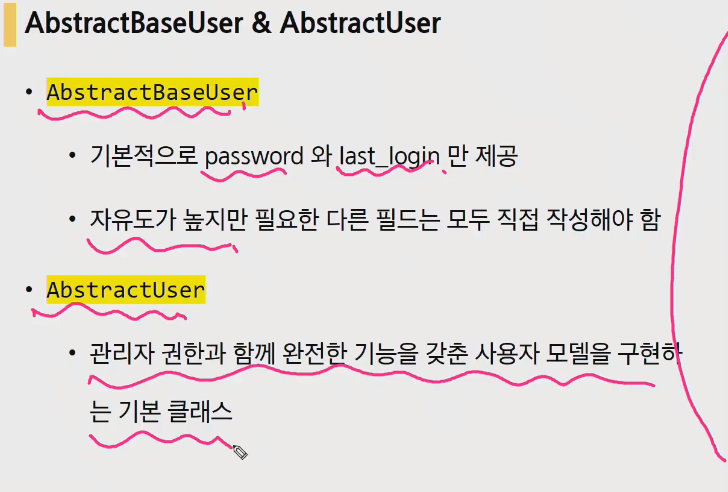 AbstractBaseUser & AbstractUser
• AbstractBaseUser
• 기본적으로 password 와 last_login 만 제공
• 자유도가 높지만 필요한 다른 필드는 모두 직접 작성해야 함
• AbstractUser
• 관리자 권한과 함께 완전한 기능을 갖춘 사용자 모델을 구현하
는 기본 클래스